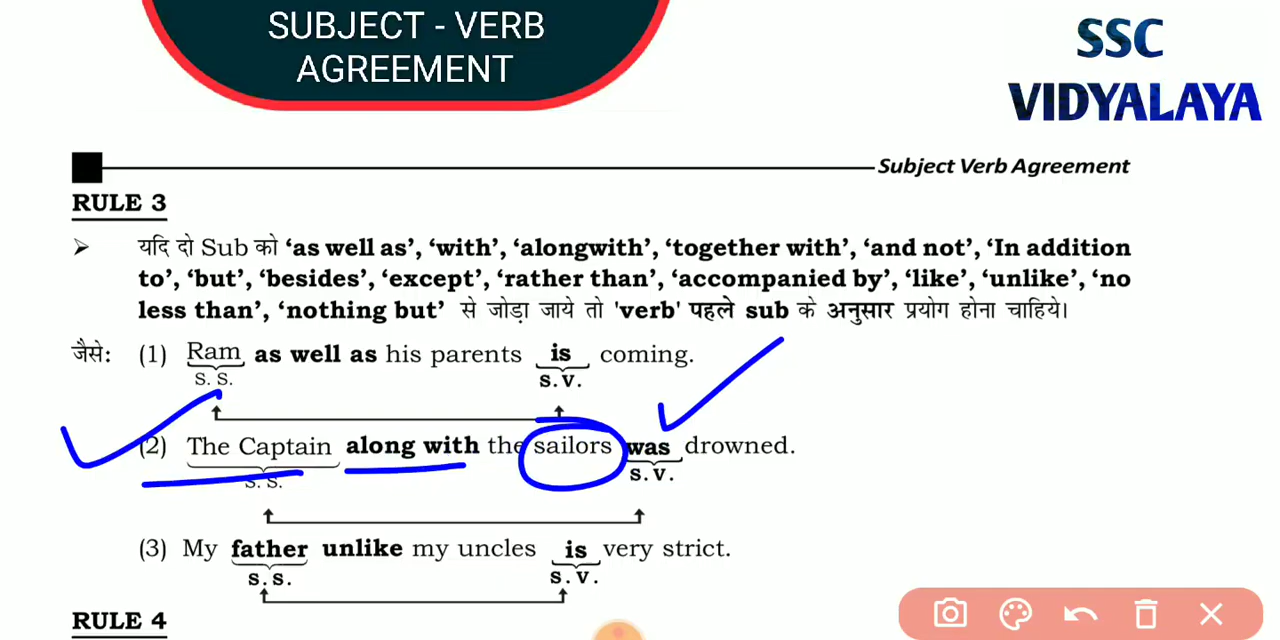 SUBJECT - VERB
AGREEMENT
SSC
VIDYALAYA
Subject Verb Agreement
RULE 3
➢ यदि दो Sub को 'as well as', 'with', 'alongwith', 'together with', 'and not', 'In addition
to', 'but', 'besides', 'except', 'rather than', 'accompanied by', 'like', 'unlike', 'no
less than', 'nothing but' से जोड़ा जाये तो 'verb' पहले sub के अनुसार प्रयोग होना चाहिये।
जैसे: (1) Ram as well as his parents is coming.
S. S. S.V.
(2) The Captain along with the sailors was drowned.
S. S. S.V.
(3) My father unlike my uncles is very strict.
S. S. S.V.
RULE 4